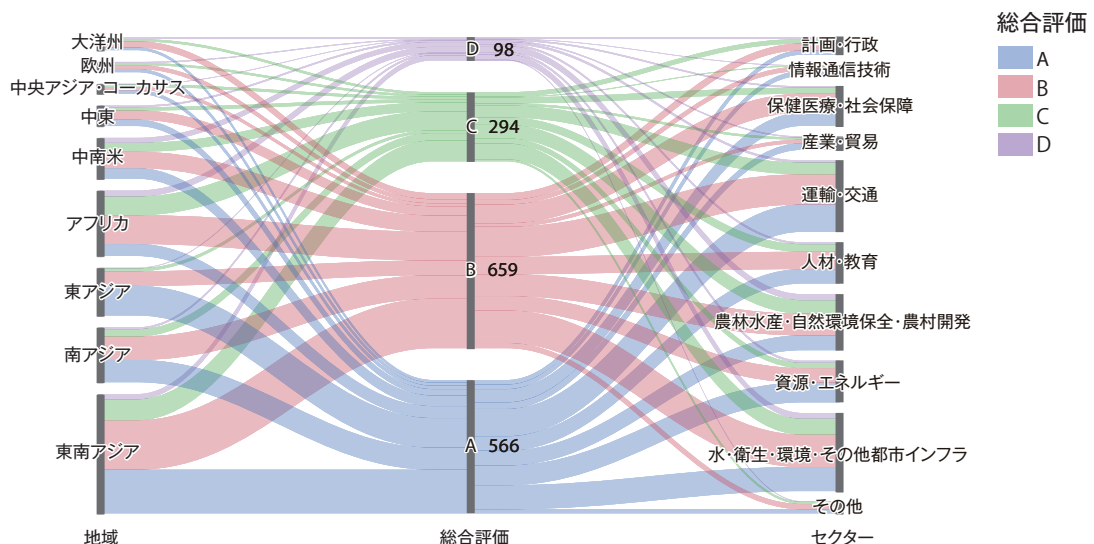 総合評価
A
B
C
D
大洋州
欧州
中央アジア・コーカサス
中東
中南米
アフリカ
東アジア
南アジア
東南アジア
D 98
C 294
B 659
A 566
計画・行政
情報通信技術
保健医療・社会保障
産業・貿易
運輸・交通
人材・教育
農林水産・自然環境保全・農村開発
資源・エネルギー
水・衛生・環境・その他都市インフラ
その他
地域
総合評価
セクター